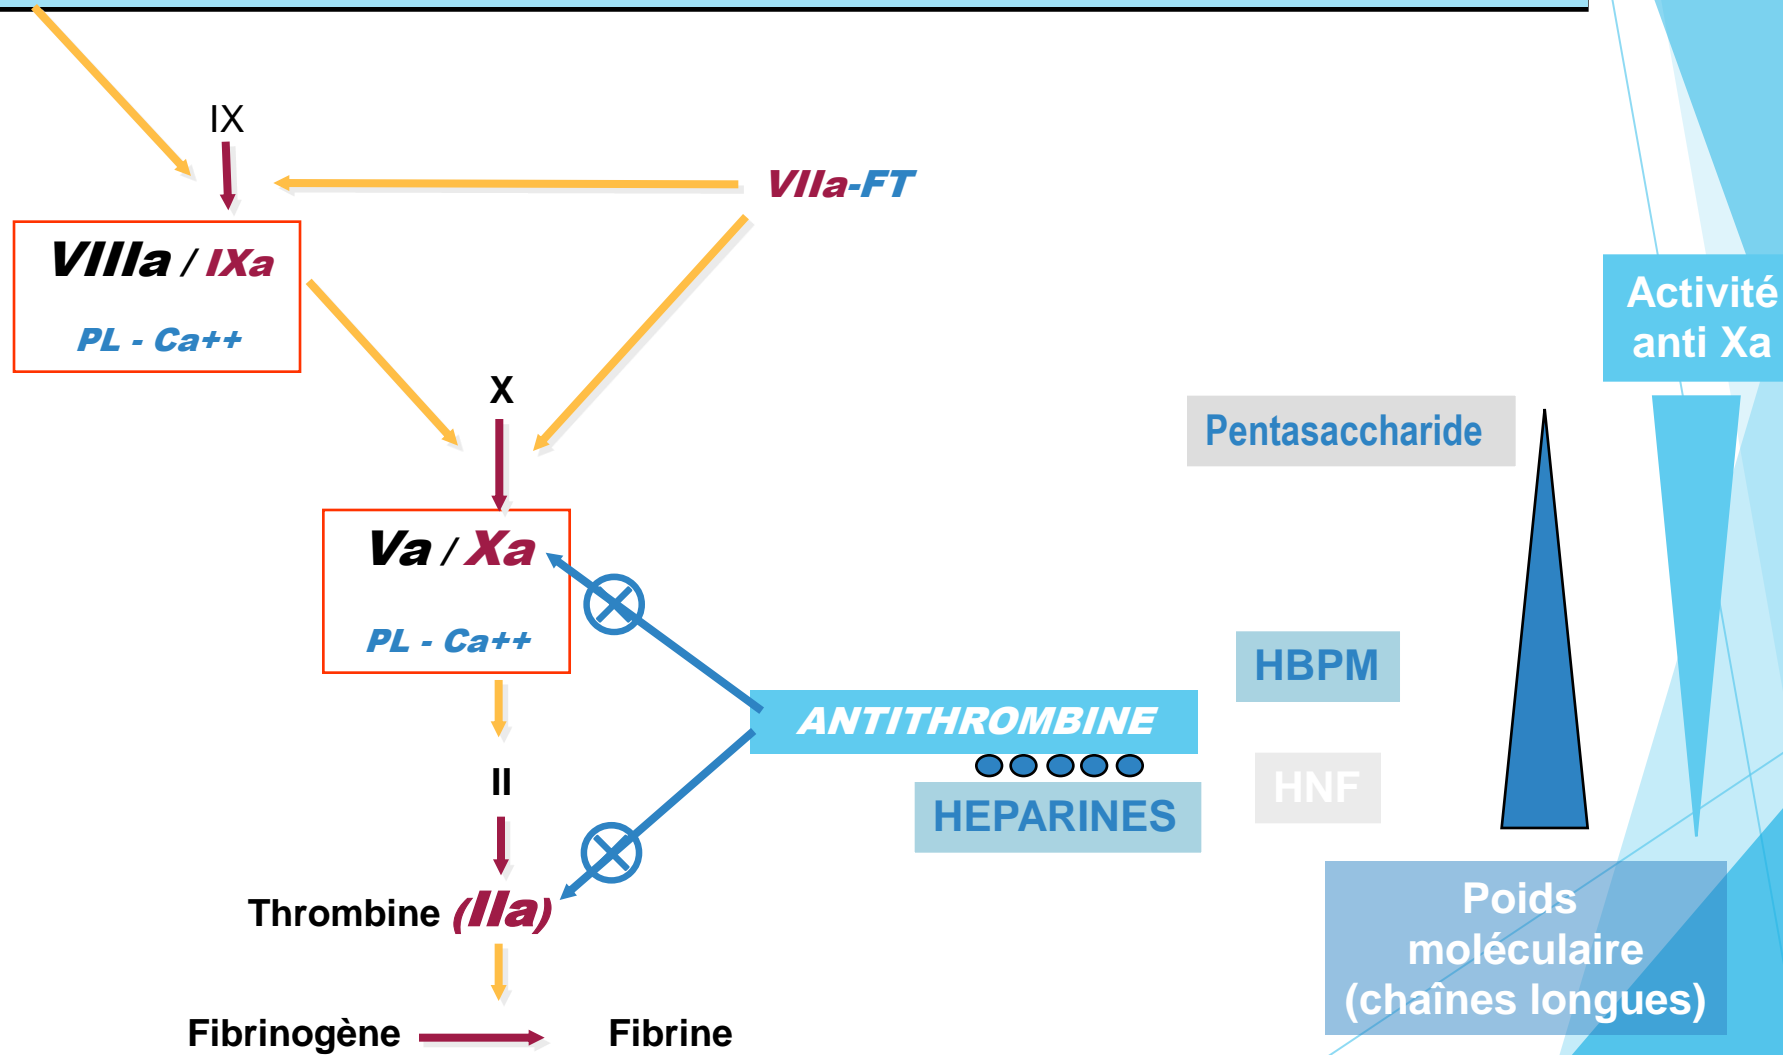 IX
VIIa-FT
VIIIa / IXa
PL - Ca++
Activité
anti Xa
X
Pentasaccharide
Va / Xa
PL - Ca++
HBPM
ANTITHROMBINE
II
HNF
HEPARINES
Thrombine (IIa)
Poids
moléculaire
(chaînes longues)
Fibrinogène
Fibrine